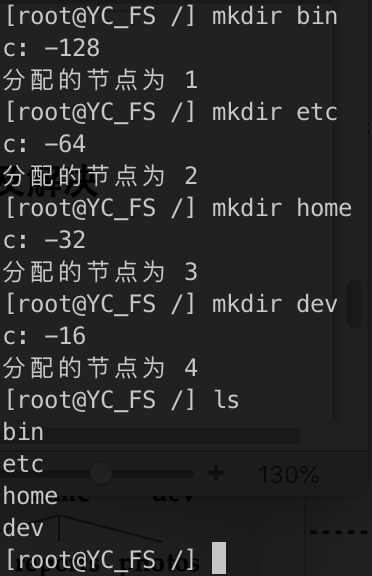 [root@YC_FS /] mkdir bin
c: -128
分配的节点为 1
[root@YC_FS /] mkdir etc
c: -64
分配的节点为 2
[root@YC_FS /] mkdir home
c: -32
分配的节点为 3
[root@YC_FS /] mkdir dev
c: -16
分配的节点为 4
[root@YC_FS /] ls
bin
etc
130%
home
dev
[root@YC_FS /]